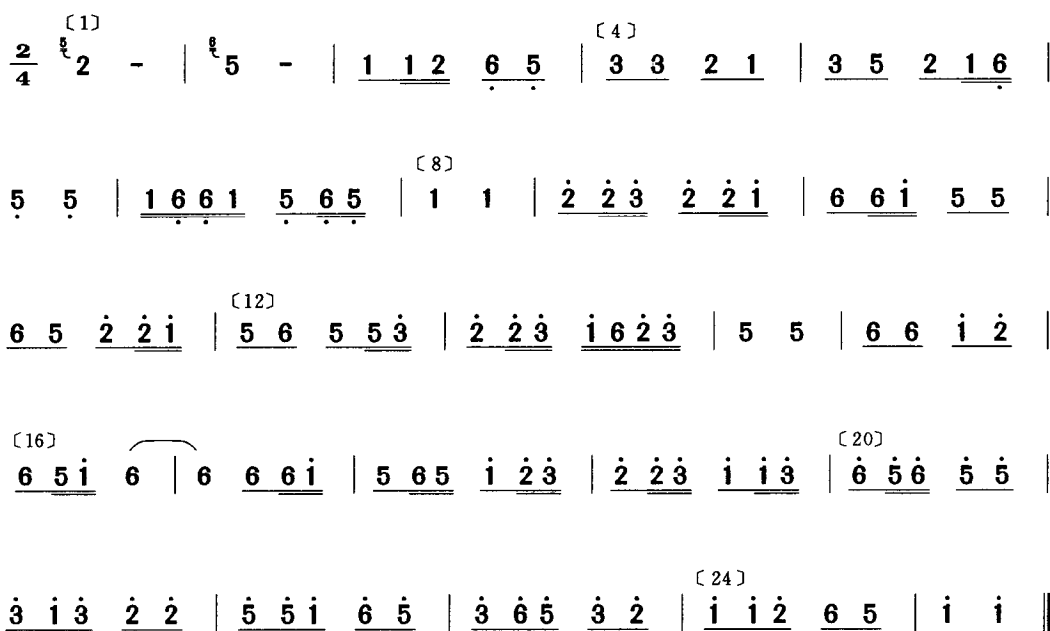 〔1〕 〔4〕
2/4 5 2 - | 6 5 - | 1 1 2 6̣ 5̣ | 3 3 2 1 | 3 5 2 1 6̣ |
〔8〕
5̣ 5̣ | 1 6̣ 6̣ 1 5̣ 6̣ 5̣ | 1 1 | 2̇ 2̇ 3̇ 2̇ 2̇ 1̇ | 6 6 1̇ 5 5 |
〔12〕
6 5 2̇ 2̇ 1̇ | 5 6 5 5 3̇ | 2̇ 2̇ 3̇ 1̇ 6 2̇ 3̇ | 5 5 | 6 6 1̇ 2̇ |
〔16〕 〔20〕
6 5 1̇ 6 | 6 6 6 1̇ | 5 6 5 1̇ 2̇ 3̇ | 2̇ 2̇ 3̇ 1̇ 1̇ 3̇ | 6̇ 5̇ 6̇ 5̇ 5̇ |
〔24〕
3̇ 1̇ 3̇ 2̇ 2̇ | 5̇ 5̇ 1̇ 6̇ 5̇ | 3̇ 6̇ 5̇ 3̇ 2̇ | 1̇ 1̇ 2̇ 6 5 | 1̇ 1̇ ‖